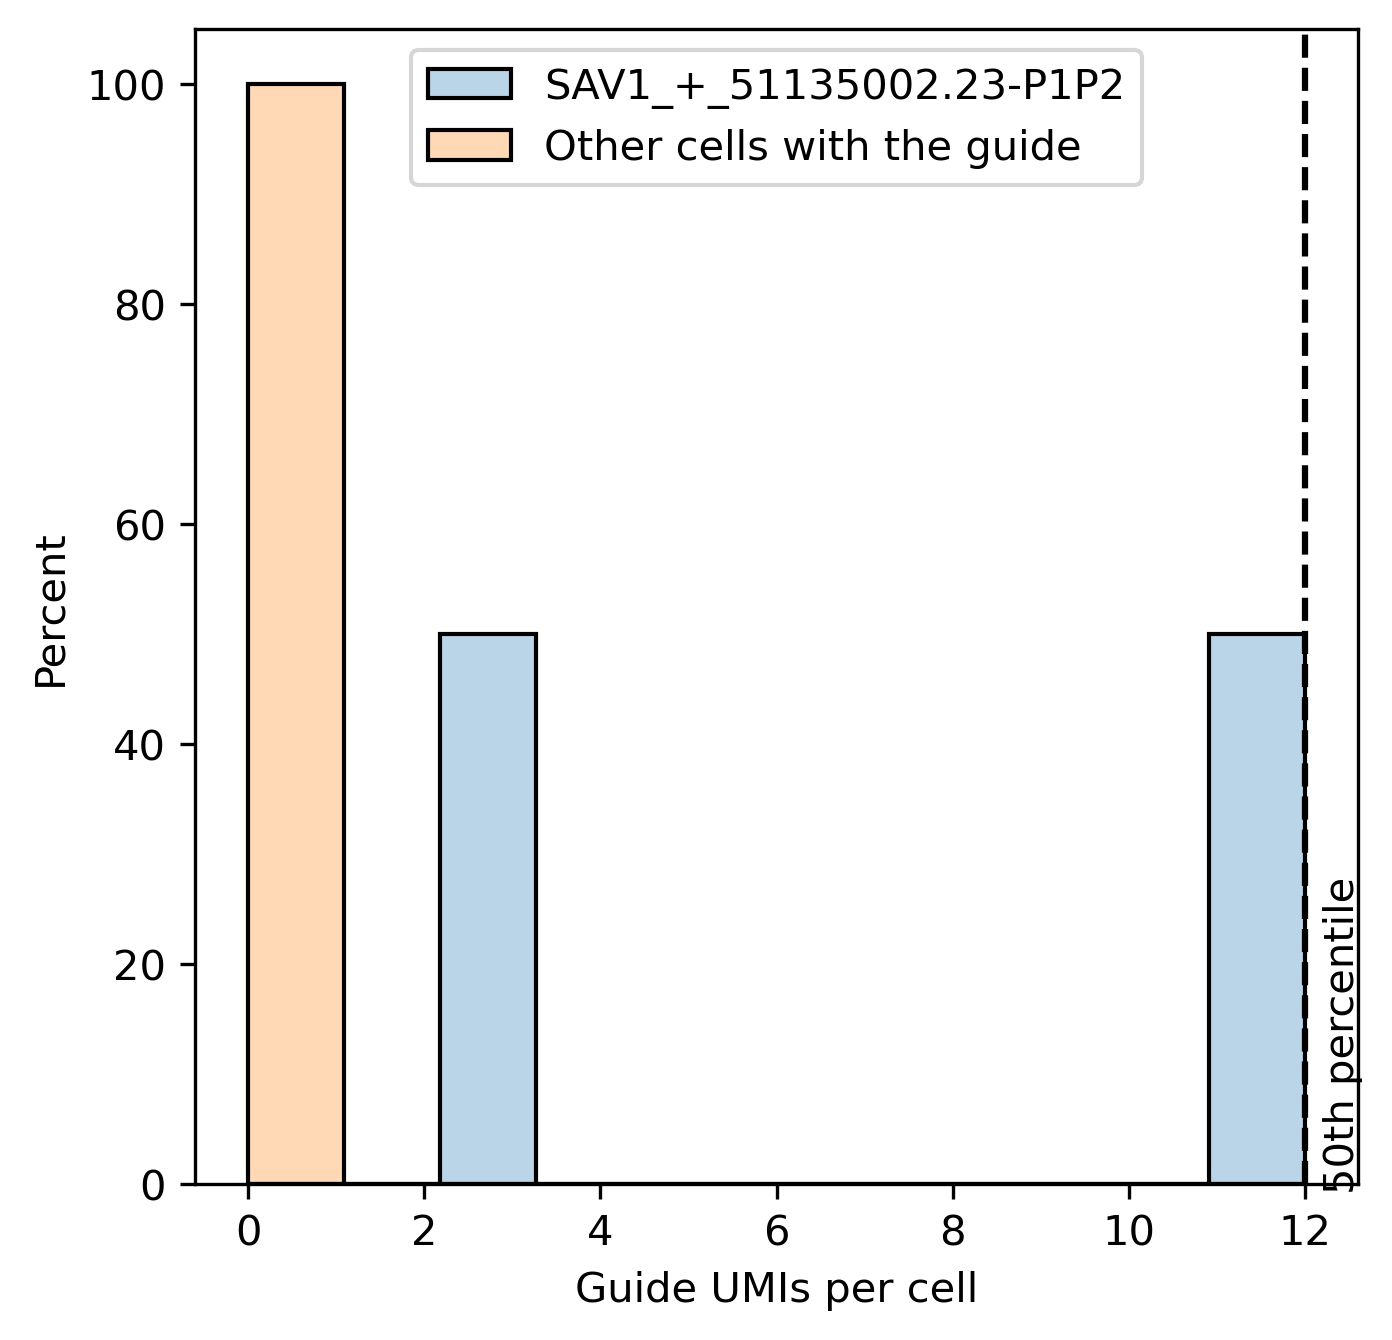 SAV1_+_51135002.23-P1P2
Other cells with the guide
100
80
60
40
20
0
Percent
50th percentile
0 2 4 6 8 10 12
Guide UMIs per cell